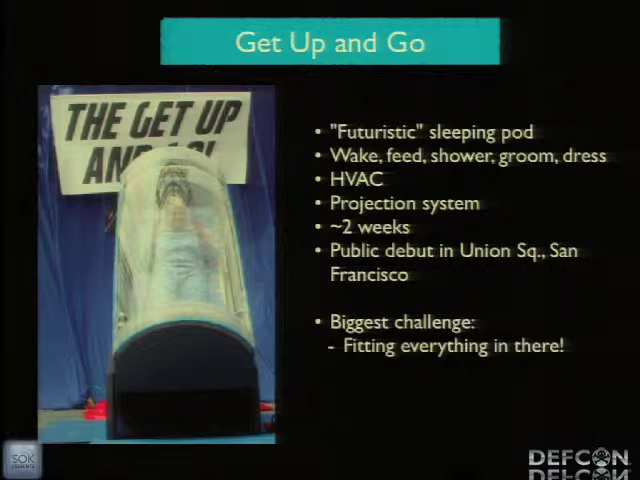 Get Up and Go
THE GET UP
• "Futuristic" sleeping pod
• Wake, feed, shower, groom, dress
• HVAC
• Projection system
• ~2 weeks
• Public debut in Union Sq., San
Francisco
• Biggest challenge:
- Fitting everything in there!
SOK
DEFCON